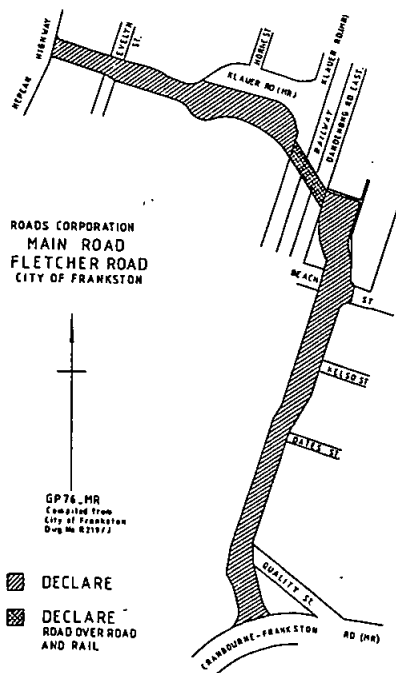 HIGHWAY
NEPEAN
EVELYN
ST.
HORNE ST
KLAUER RD (MR)
KLAUER RD.(MR)
RAILWAY
DANDENONG RD EAST.
ROADS CORPORATION
MAIN ROAD
FLETCHER ROAD
CITY OF FRANKSTON
BEACH
ST
KELSO ST
OATES ST.
GP76_MR
Compiled from
City of Frankston
QUALITY ST.
CRANBOURNE-FRANKSTON
RD (MR)
DECLARE
DECLARE
ROAD OVER ROAD
AND RAIL